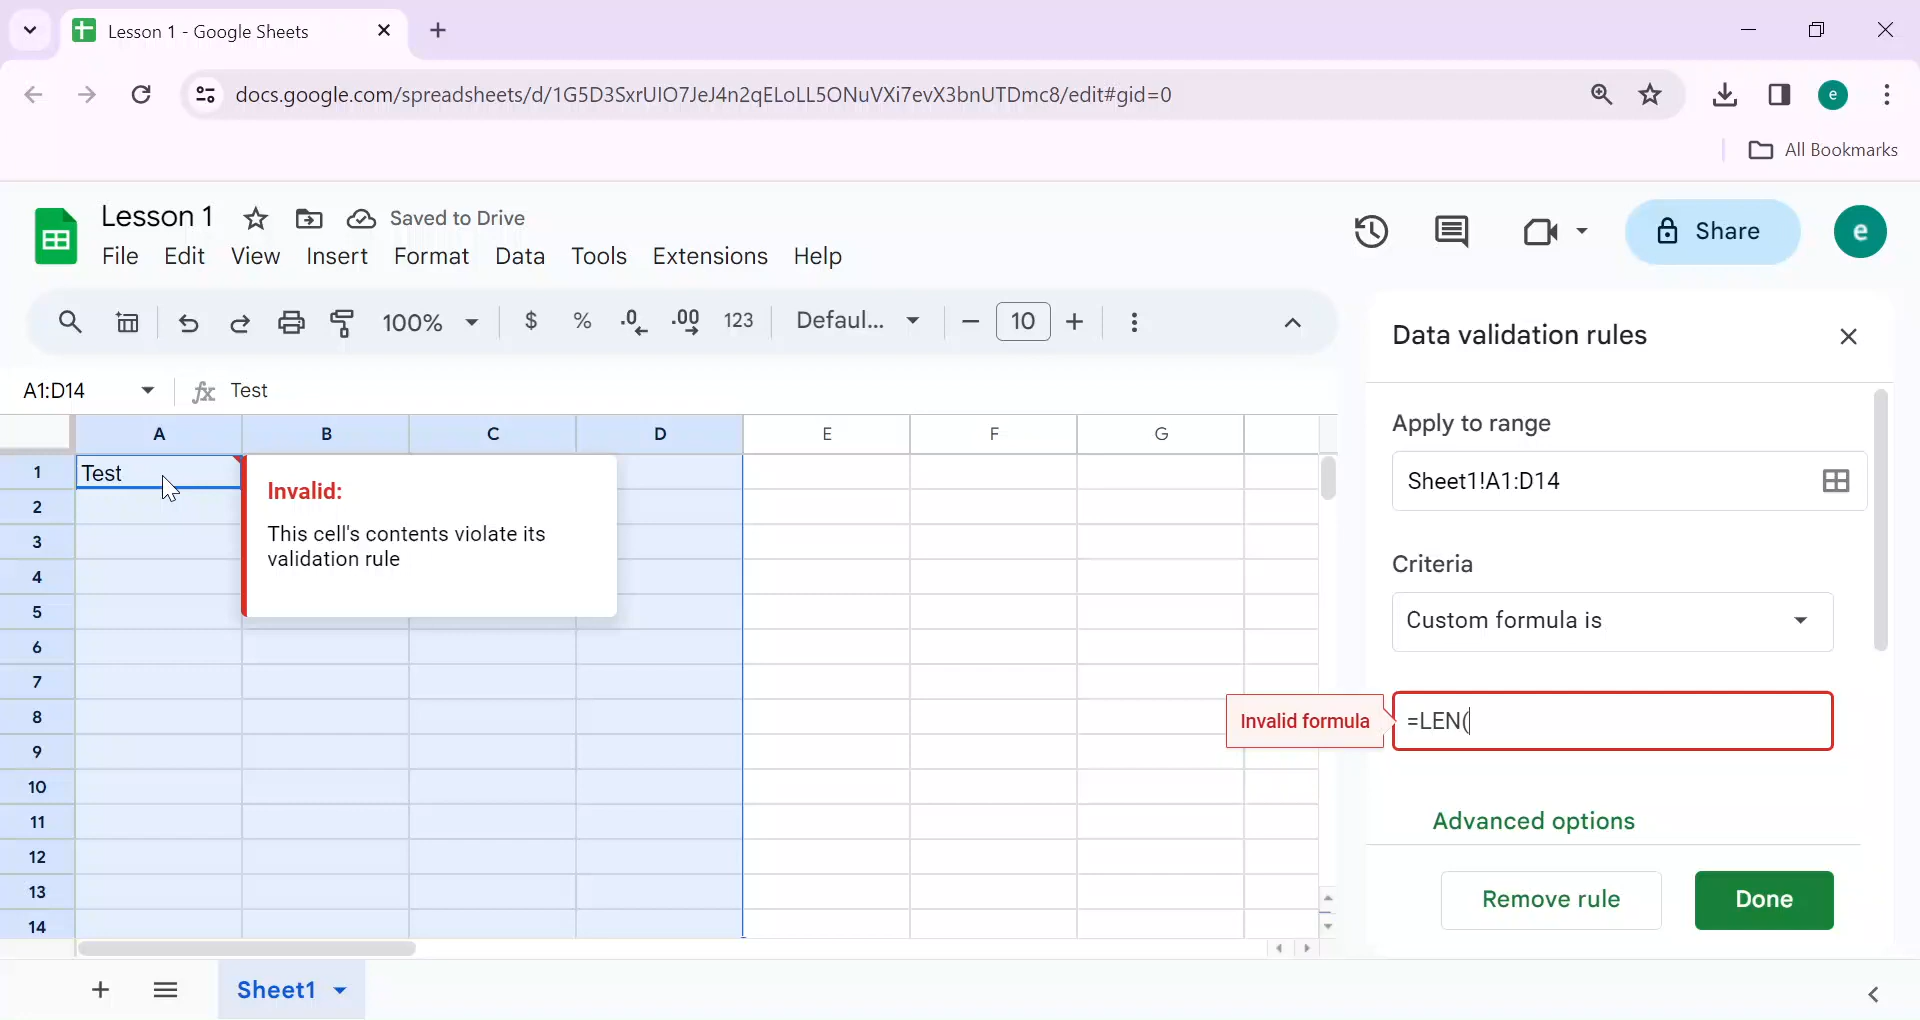 Lesson 1 - Google Sheets
docs.google.com/spreadsheets/d/1G5D3SxrUIO7JeJ4n2qELoLL5ONuVXi7evX3bnUTDmc8/edit#gid=0
e
All Bookmarks
Lesson 1
Saved to Drive
File Edit View Insert Format Data Tools Extensions Help
Share
e
100%
$ % .0 .00 123
Defaul...
10
Data validation rules
A1:D14
fx Test
A B C D E F G
1 Test
2
3
4
5
6
7
8
9
10
11
12
13
14
Invalid:
This cell's contents violate its
validation rule
Apply to range
Sheet1!A1:D14
Criteria
Custom formula is
Invalid formula
=LEN(
Advanced options
Remove rule
Done
Sheet1